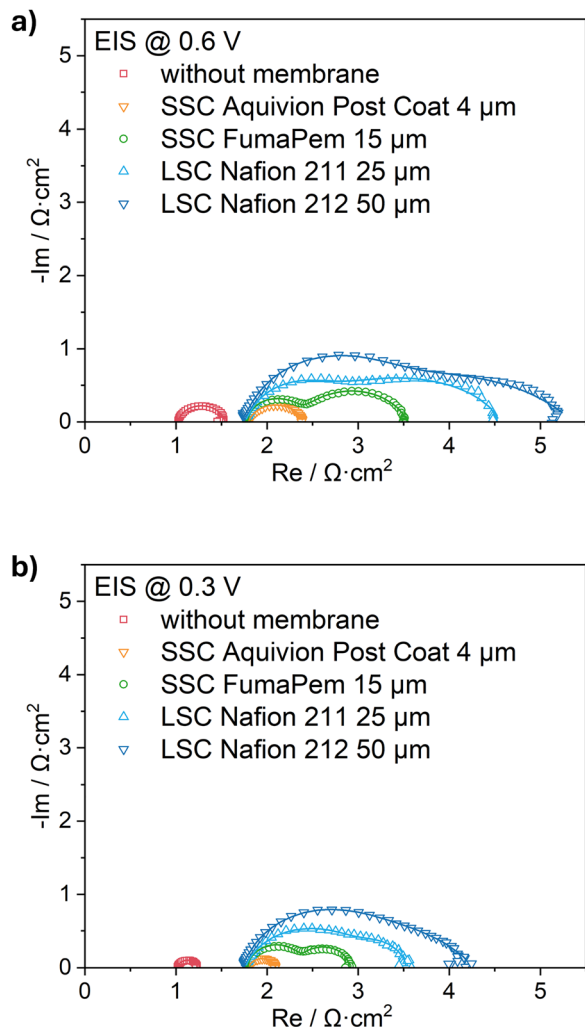 a)
EIS @ 0.6 V
without membrane
SSC Aquivion Post Coat 4 µm
SSC FumaPem 15 µm
LSC Nafion 211 25 µm
LSC Nafion 212 50 µm
-Im / Ω·cm²
5
4
3
2
1
0
0 1 2 3 4 5
Re / Ω·cm²
b)
EIS @ 0.3 V
without membrane
SSC Aquivion Post Coat 4 µm
SSC FumaPem 15 µm
LSC Nafion 211 25 µm
LSC Nafion 212 50 µm
-Im / Ω·cm²
5
4
3
2
1
0
0 1 2 3 4 5
Re / Ω·cm²